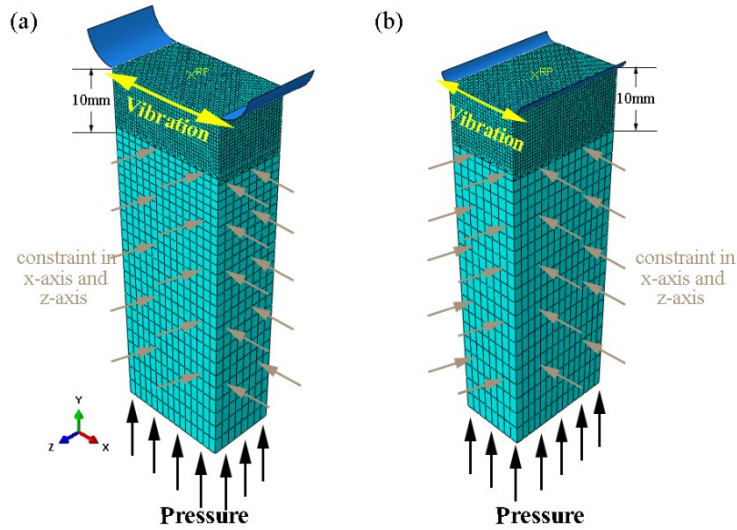 (a)
RP
10mm
Vibration
constraint in
x-axis and
z-axis
Y
Z
X
Pressure
(b)
RP
10mm
Vibration
constraint in
x-axis and
z-axis
Pressure